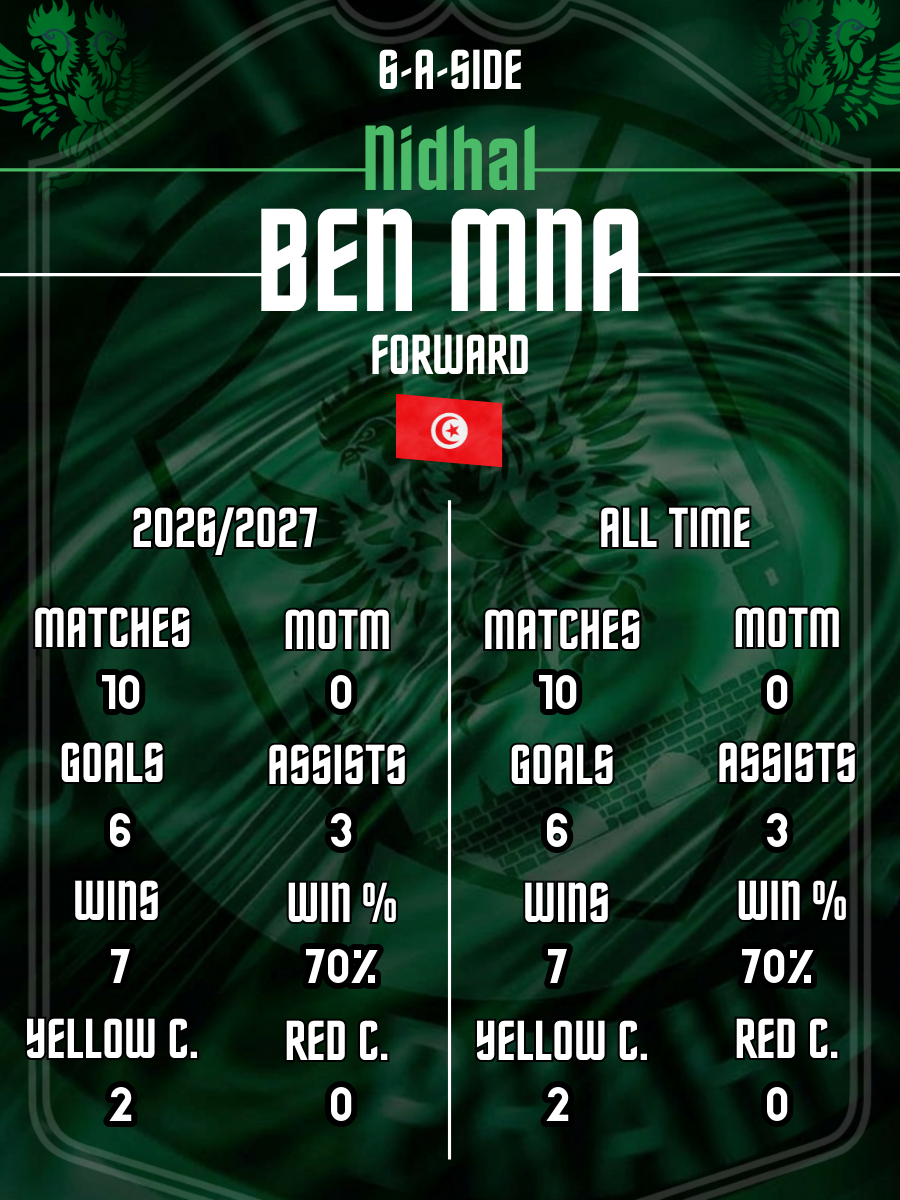 6-A-SIDE
Nidhal
BEN MNA
FORWARD
2026/2027
MATCHES MOTM
10 0
GOALS ASSISTS
6 3
WINS WIN %
7 70%
YELLOW C. RED C.
2 0
ALL TIME
MATCHES MOTM
10 0
GOALS ASSISTS
6 3
WINS WIN %
7 70%
YELLOW C. RED C.
2 0